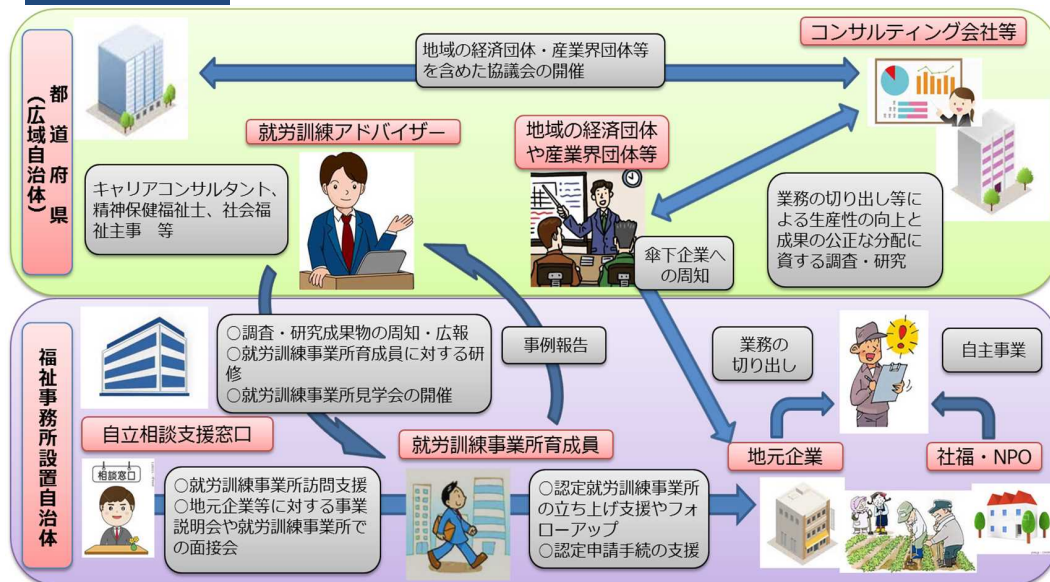 都道府県
（広域自治体）
地域の経済団体・産業界団体等
を含めた協議会の開催
コンサルティング会社等
就労訓練アドバイザー
地域の経済団体
や産業界団体等
キャリアコンサルタント、
精神保健福祉士、社会福
祉主事　等
業務の切り出し等に
よる生産性の向上と
成果の公正な分配に
資する調査・研究
傘下企業へ
の周知
福祉事務所設置自治体
○調査・研究成果物の周知・広報
○就労訓練事業所育成員に対する研
修
○就労訓練事業所見学会の開催
事例報告
業務の
切り出し
自主事業
自立相談支援窓口
就労訓練事業所育成員
地元企業
社福・NPO
相談窓口
○就労訓練事業所訪問支援
○地元企業等に対する事業
説明会や就労訓練事業所で
の面接会
○認定就労訓練事業所
の立ち上げ支援やフォ
ローアップ
○認定申請手続の支援